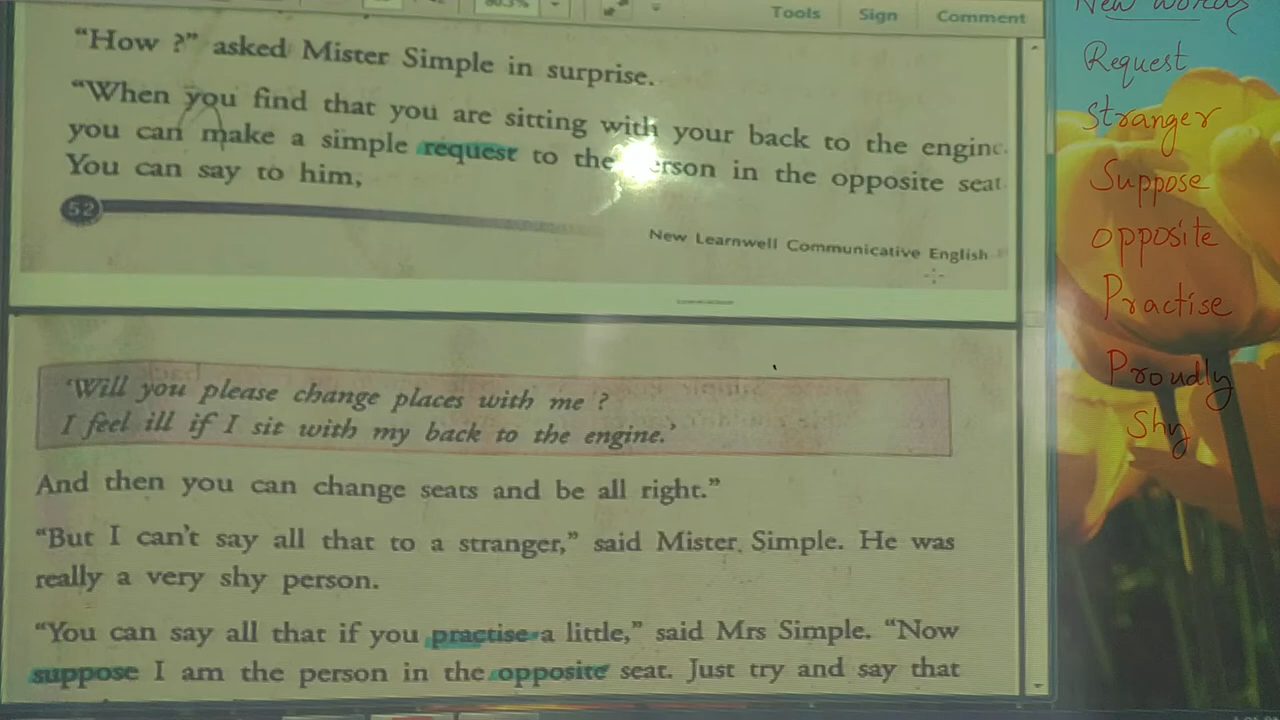 80.3%
Tools Sign Comment
"How ?" asked Mister Simple in surprise.
"When you find that you are sitting with your back to the engine
you can make a simple request to the person in the opposite seat
You can say to him,
52
New Learnwell Communicative English
'Will you please change places with me ?
I feel ill if I sit with my back to the engine.'
And then you can change seats and be all right."
"But I can't say all that to a stranger," said Mister Simple. He was
really a very shy person.
"You can say all that if you practise a little," said Mrs Simple. "Now
suppose I am the person in the opposite seat. Just try and say that
New Words
Request
Stranger
Suppose
opposite
Practise
Proudly
Shy